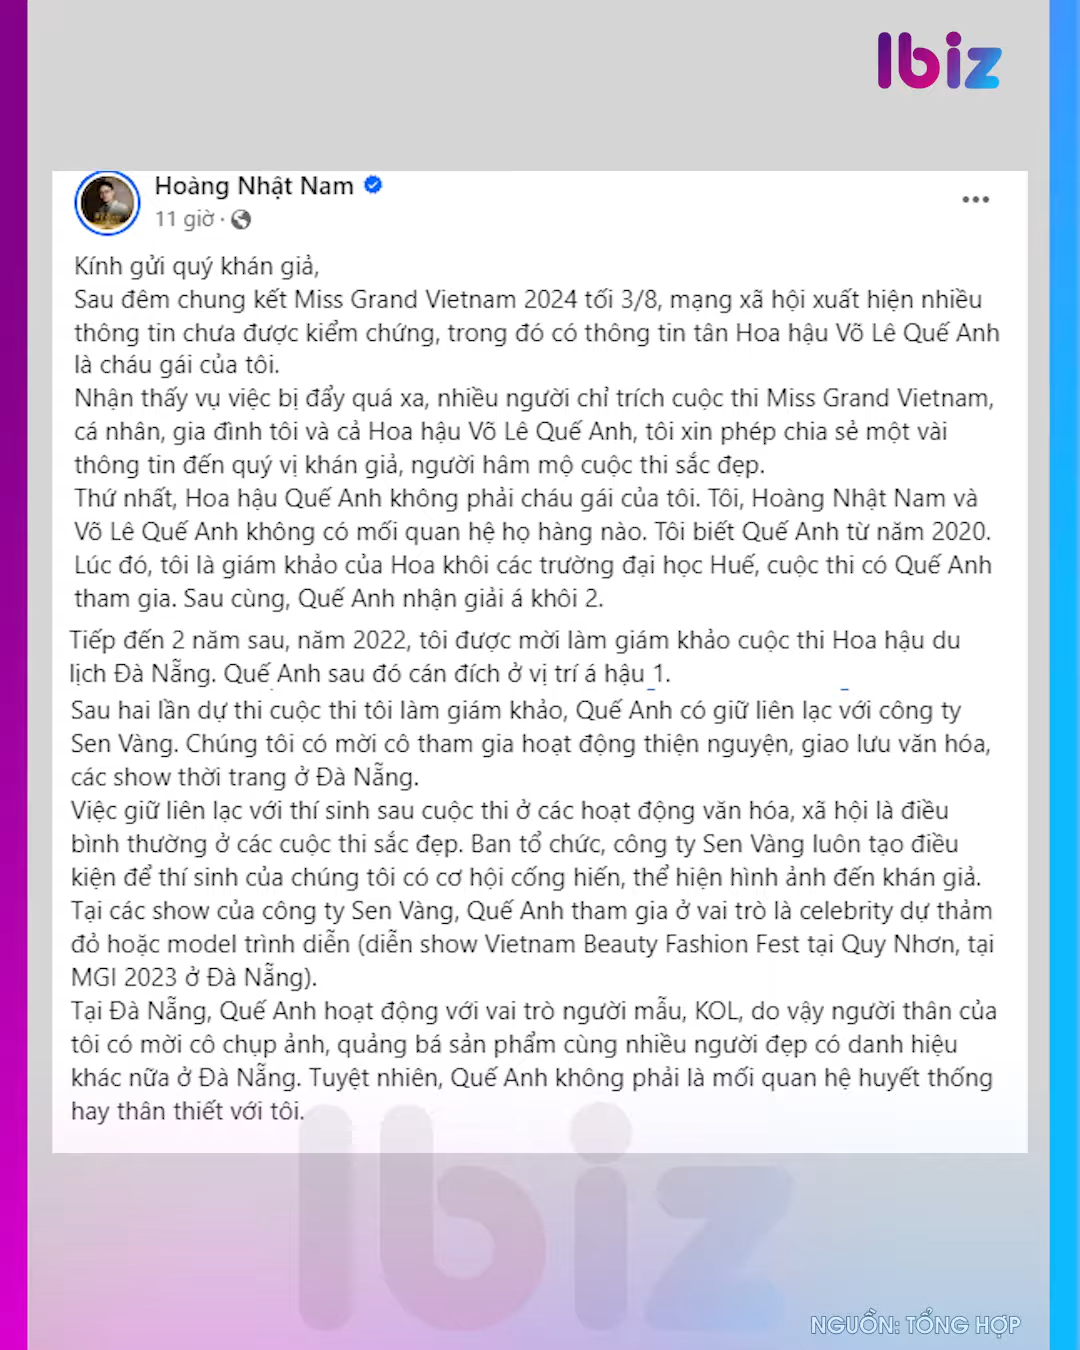 Ibiz
Hoàng Nhật Nam
11 giờ ·
Kính gửi quý khán giả,
Sau đêm chung kết Miss Grand Vietnam 2024 tối 3/8, mạng xã hội xuất hiện nhiều
thông tin chưa được kiểm chứng, trong đó có thông tin tân Hoa hậu Võ Lê Quế Anh
là cháu gái của tôi.
Nhận thấy vụ việc bị đẩy quá xa, nhiều người chỉ trích cuộc thi Miss Grand Vietnam,
cá nhân, gia đình tôi và cả Hoa hậu Võ Lê Quế Anh, tôi xin phép chia sẻ một vài
thông tin đến quý vị khán giả, người hâm mộ cuộc thi sắc đẹp.
Thứ nhất, Hoa hậu Quế Anh không phải cháu gái của tôi. Tôi, Hoàng Nhật Nam và
Võ Lê Quế Anh không có mối quan hệ họ hàng nào. Tôi biết Quế Anh từ năm 2020.
Lúc đó, tôi là giám khảo của Hoa khôi các trường đại học Huế, cuộc thi có Quế Anh
tham gia. Sau cùng, Quế Anh nhận giải á khôi 2.
Tiếp đến 2 năm sau, năm 2022, tôi được mời làm giám khảo cuộc thi Hoa hậu du
lịch Đà Nẵng. Quế Anh sau đó cán đích ở vị trí á hậu 1.
Sau hai lần dự thi cuộc thi tôi làm giám khảo, Quế Anh có giữ liên lạc với công ty
Sen Vàng. Chúng tôi có mời cô tham gia hoạt động thiện nguyện, giao lưu văn hóa,
các show thời trang ở Đà Nẵng.
Việc giữ liên lạc với thí sinh sau cuộc thi ở các hoạt động văn hóa, xã hội là điều
bình thường ở các cuộc thi sắc đẹp. Ban tổ chức, công ty Sen Vàng luôn tạo điều
kiện để thí sinh của chúng tôi có cơ hội cống hiến, thể hiện hình ảnh đến khán giả.
Tại các show của công ty Sen Vàng, Quế Anh tham gia ở vai trò là celebrity dự thảm
đỏ hoặc model trình diễn (diễn show Vietnam Beauty Fashion Fest tại Quy Nhơn, tại
MGI 2023 ở Đà Nẵng).
Tại Đà Nẵng, Quế Anh hoạt động với vai trò người mẫu, KOL, do vậy người thân của
tôi có mời cô chụp ảnh, quảng bá sản phẩm cùng nhiều người đẹp có danh hiệu
khác nữa ở Đà Nẵng. Tuyệt nhiên, Quế Anh không phải là mối quan hệ huyết thống
hay thân thiết với tôi.
Ibiz
NGUỒN: TỔNG HỢP